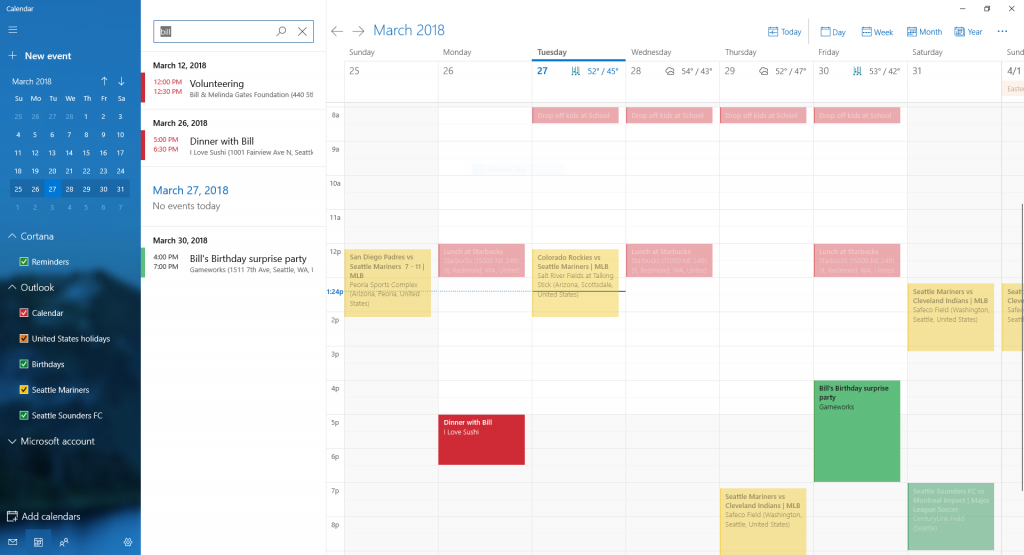 Calendar
New event
March 2018
Su Mo Tu We Th Fr Sa
25 26 27 28 1 2 3
4 5 6 7 8 9 10
11 12 13 14 15 16 17
18 19 20 21 22 23 24
25 26 27 28 29 30 31
1 2 3 4 5 6 7
Cortana
Reminders
Outlook
Calendar
United States holidays
Birthdays
Seattle Mariners
Seattle Sounders FC
Microsoft account
Add calendars
bill
March 12, 2018
12:00 PM Volunteering
12:30 PM Bill & Melinda Gates Foundation (440 5t
March 26, 2018
5:00 PM Dinner with Bill
6:30 PM I Love Sushi (1001 Fairview Ave N, Seattl
March 27, 2018
No events today
March 30, 2018
4:00 PM Bill's Birthday surprise party
7:00 PM Gameworks (1511 7th Ave, Seattle, WA, U
March 2018
Today Day Week Month Year
Sunday Monday Tuesday Wednesday Thursday Friday Saturday Sunday
25 26 27 52° / 45° 28 54° / 43° 29 52° / 47° 30 53° / 42° 31 4/1
Easte
8a
Drop off kids at School
Drop off kids at School
Drop off kids at School
Drop off kids at School
9a
10a
11a
12p
1:24p
2p
3p
4p
5p
6p
7p
8p
San Diego Padres vs
Seattle Mariners 7 - 11 |
MLB
Peoria Sports Complex
(Arizona, Peoria, United
States)
Lunch at Starbucks
Starbucks (15600 NE 24th
St, Redmond, WA, United
Dinner with Bill
I Love Sushi
Colorado Rockies
vs Seattle Mariners | MLB
Salt River Fields at Talking
Stick (Arizona, Scottsdale,
United States)
Lunch at Starbucks
Starbucks (15600 NE 24th
St, Redmond, WA, United
Seattle Mariners vs
Cleveland Indians | MLB
Safeco Field (Washington,
Seattle, United States)
Lunch at Starbucks
Starbucks (15600 NE 24th
St, Redmond, WA, United
Bill's Birthday surprise
party
Gameworks
Seattle Mariners vs
Cleveland Indians | MLB
Safeco Field (Washington,
Seattle, United States)
Seattle Sounders FC vs
Montreal Impact | Major
League Soccer
CenturyLink Field
(Seattle)
Seattl
Clevel
Safeco
Seattle